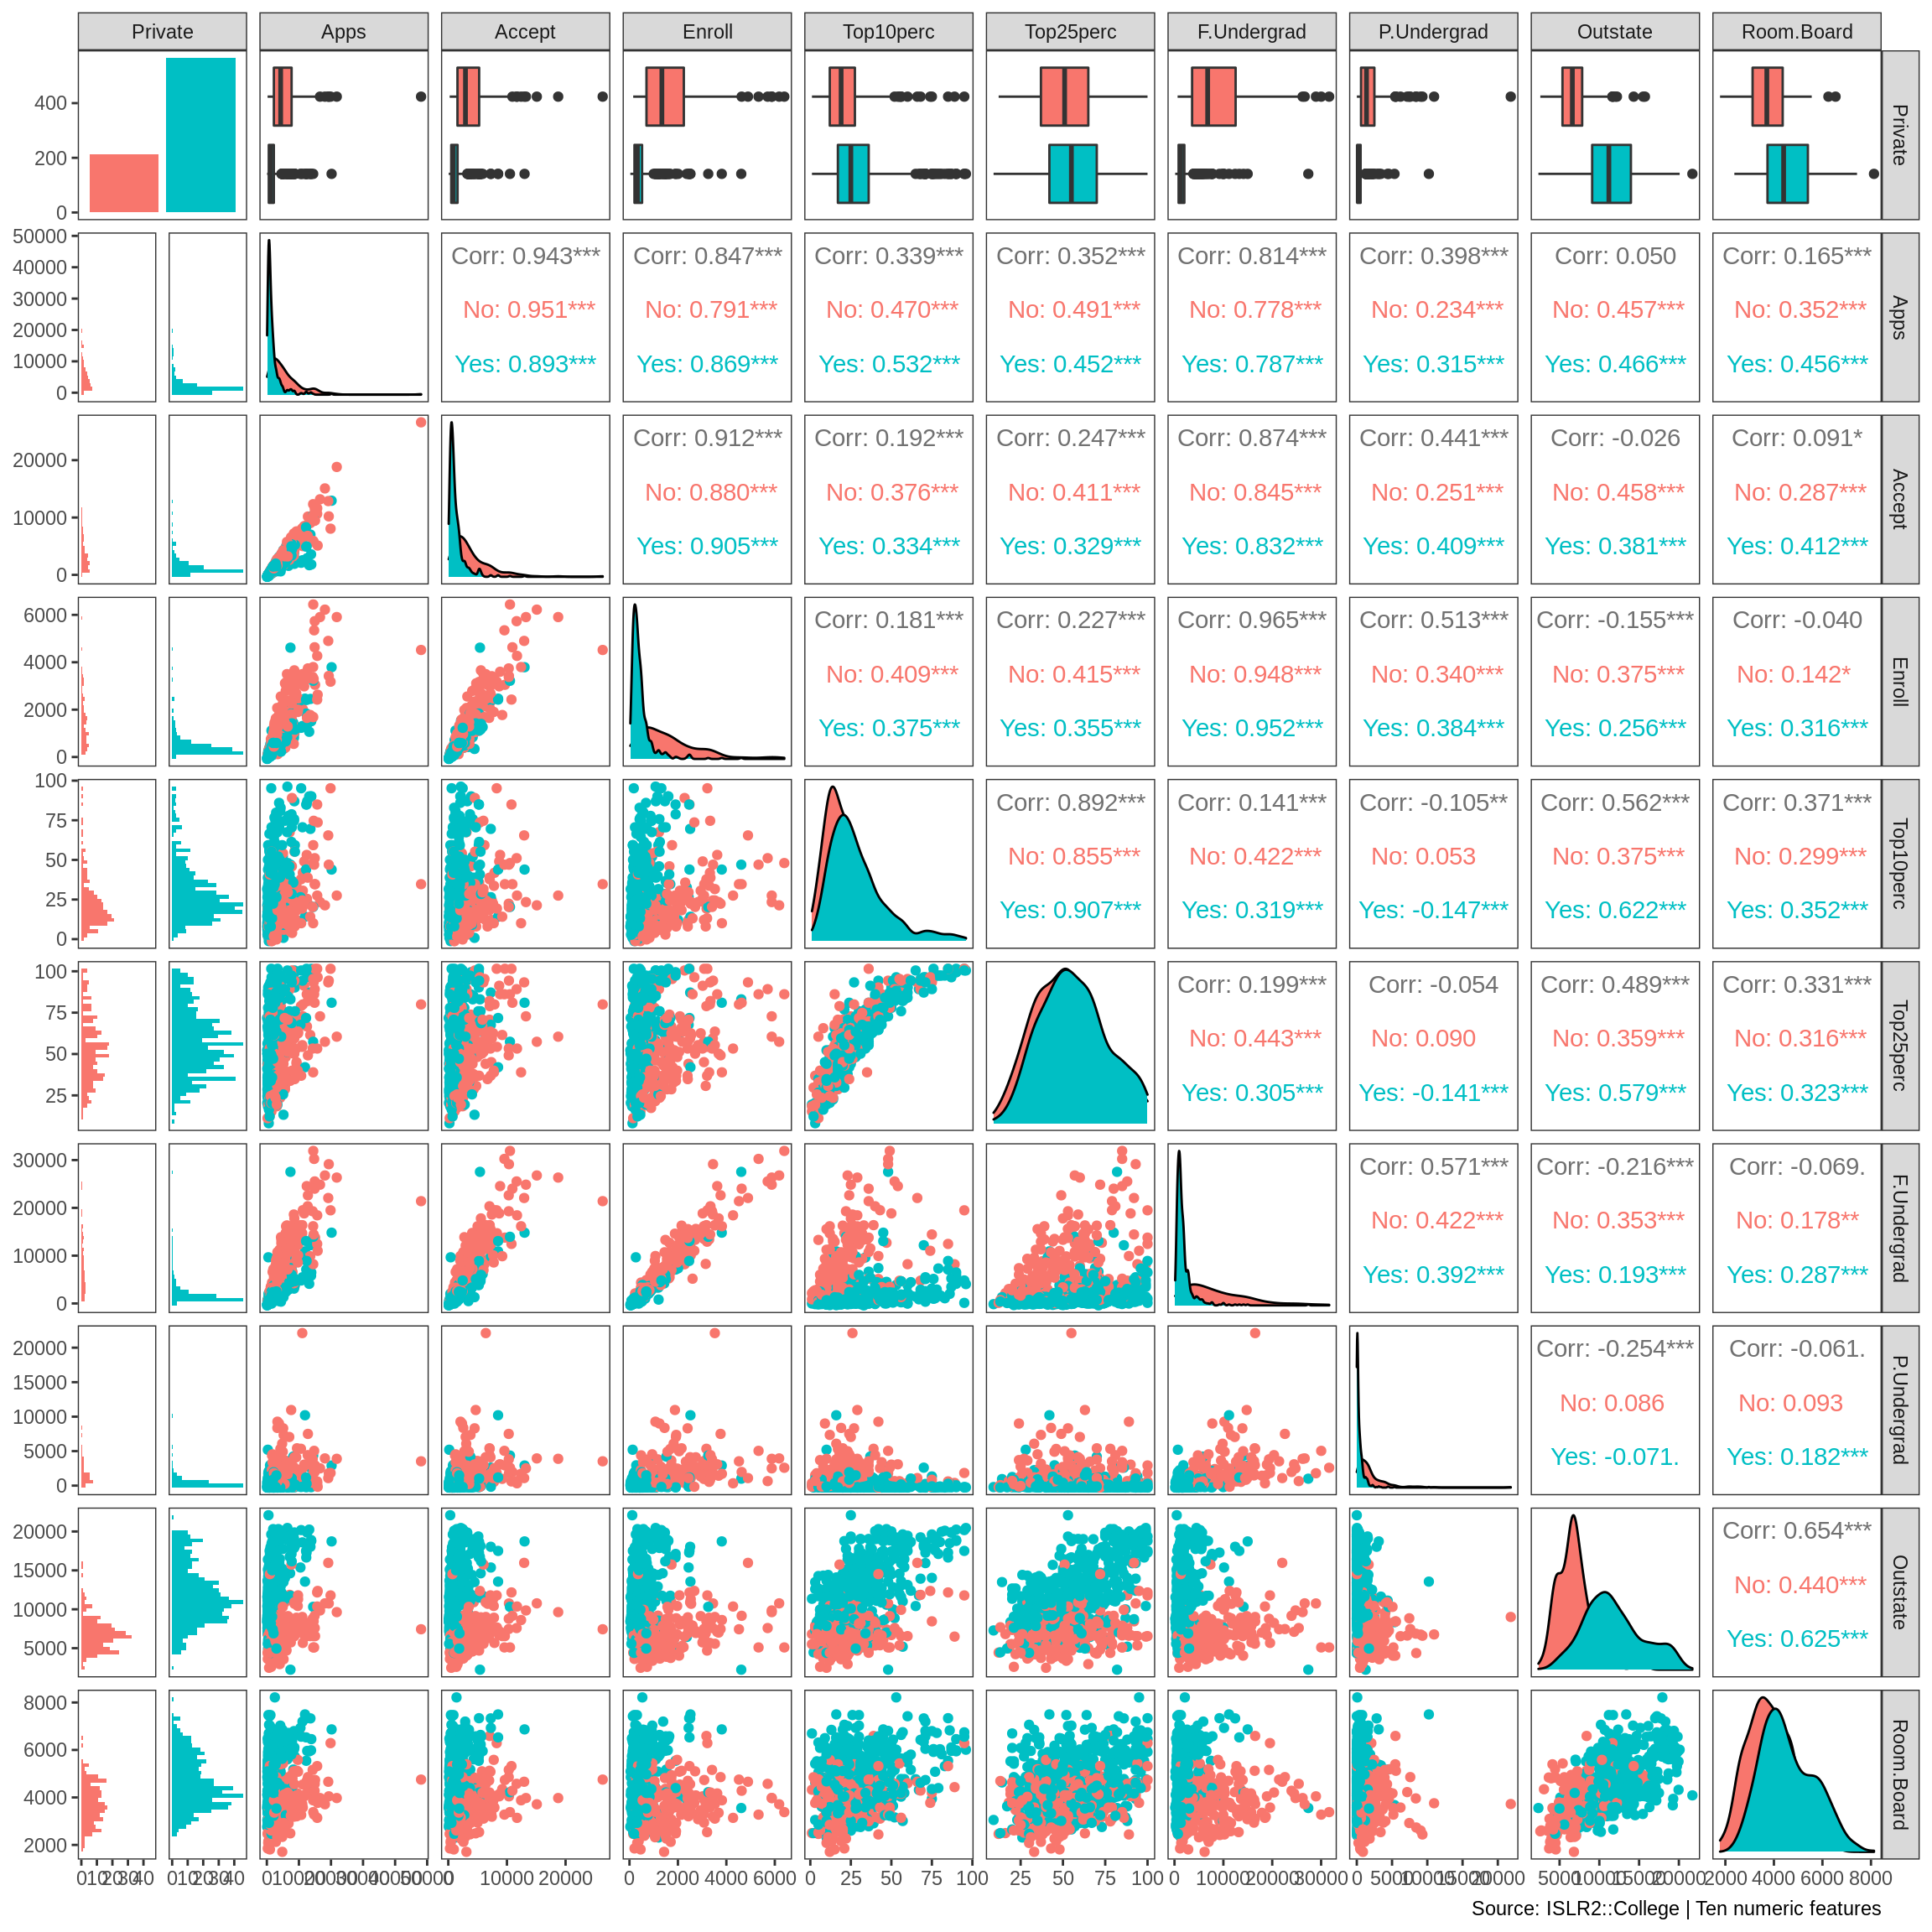 Private Apps Accept Enroll Top10perc Top25perc F.Undergrad P.Undergrad Outstate Room.Board
400
200
0
Private
50000
40000
30000
20000
10000
0
Corr: 0.943*** Corr: 0.847*** Corr: 0.339*** Corr: 0.352*** Corr: 0.814*** Corr: 0.398*** Corr: 0.050 Corr: 0.165***
No: 0.951*** No: 0.791*** No: 0.470*** No: 0.491*** No: 0.778*** No: 0.234*** No: 0.457*** No: 0.352***
Yes: 0.893*** Yes: 0.869*** Yes: 0.532*** Yes: 0.452*** Yes: 0.787*** Yes: 0.315*** Yes: 0.466*** Yes: 0.456***
Apps
20000
10000
0
Corr: 0.912*** Corr: 0.192*** Corr: 0.247*** Corr: 0.874*** Corr: 0.441*** Corr: -0.026 Corr: 0.091*
No: 0.880*** No: 0.376*** No: 0.411*** No: 0.845*** No: 0.251*** No: 0.458*** No: 0.287***
Yes: 0.905*** Yes: 0.334*** Yes: 0.329*** Yes: 0.832*** Yes: 0.409*** Yes: 0.381*** Yes: 0.412***
Accept
6000
4000
2000
0
Corr: 0.181*** Corr: 0.227*** Corr: 0.965*** Corr: 0.513*** Corr: -0.155*** Corr: -0.040
No: 0.409*** No: 0.415*** No: 0.948*** No: 0.340*** No: 0.375*** No: 0.142*
Yes: 0.375*** Yes: 0.355*** Yes: 0.952*** Yes: 0.384*** Yes: 0.256*** Yes: 0.316***
Enroll
100
75
50
25
0
Corr: 0.892*** Corr: 0.141*** Corr: -0.105** Corr: 0.562*** Corr: 0.371***
No: 0.855*** No: 0.422*** No: 0.053 No: 0.375*** No: 0.299***
Yes: 0.907*** Yes: 0.319*** Yes: -0.147*** Yes: 0.622*** Yes: 0.352***
Top10perc
100
75
50
25
Corr: 0.199*** Corr: -0.054 Corr: 0.489*** Corr: 0.331***
No: 0.443*** No: 0.090 No: 0.359*** No: 0.316***
Yes: 0.305*** Yes: -0.141*** Yes: 0.579*** Yes: 0.323***
Top25perc
30000
20000
10000
0
Corr: 0.571*** Corr: -0.216*** Corr: -0.069.
No: 0.422*** No: 0.353*** No: 0.178**
Yes: 0.392*** Yes: 0.193*** Yes: 0.287***
F.Undergrad
20000
15000
10000
5000
0
Corr: -0.254*** Corr: -0.061.
No: 0.086 No: 0.093
Yes: -0.071. Yes: 0.182***
P.Undergrad
20000
15000
10000
5000
Corr: 0.654***
No: 0.440***
Yes: 0.625***
Outstate
8000
6000
4000
2000
Room.Board
0 10 20 30 40 0 10 20 30 40 0 10000 20000 30000 40000 50000 0 10000 20000 0 2000 4000 6000 0 25 50 75 100 25 50 75 100 0 10000 20000 30000 0 5000 10000 15000 20000 5000 10000 15000 20000 2000 4000 6000 8000
Source: ISLR2::College | Ten numeric features